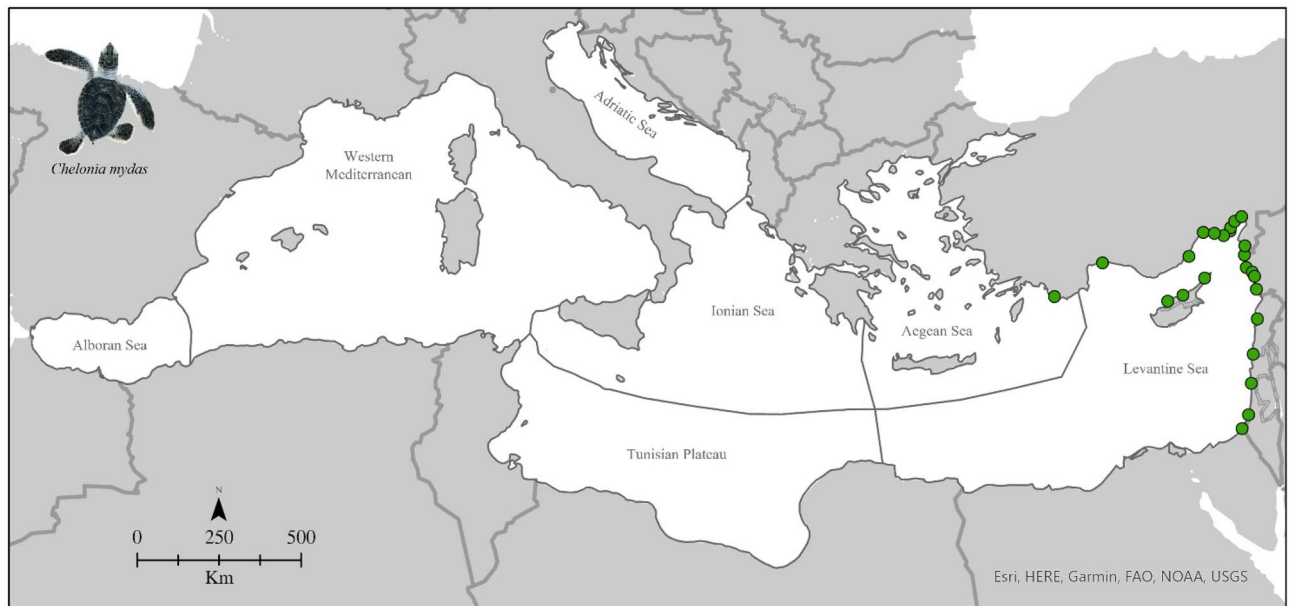 Chelonia mydas
Adriatic Sea
Western
Mediterranean
Ionian Sea
Aegean Sea
Alboran Sea
Levantine Sea
Tunisian Plateau
N
0 250 500
Km
Esri, HERE, Garmin, FAO, NOAA, USGS